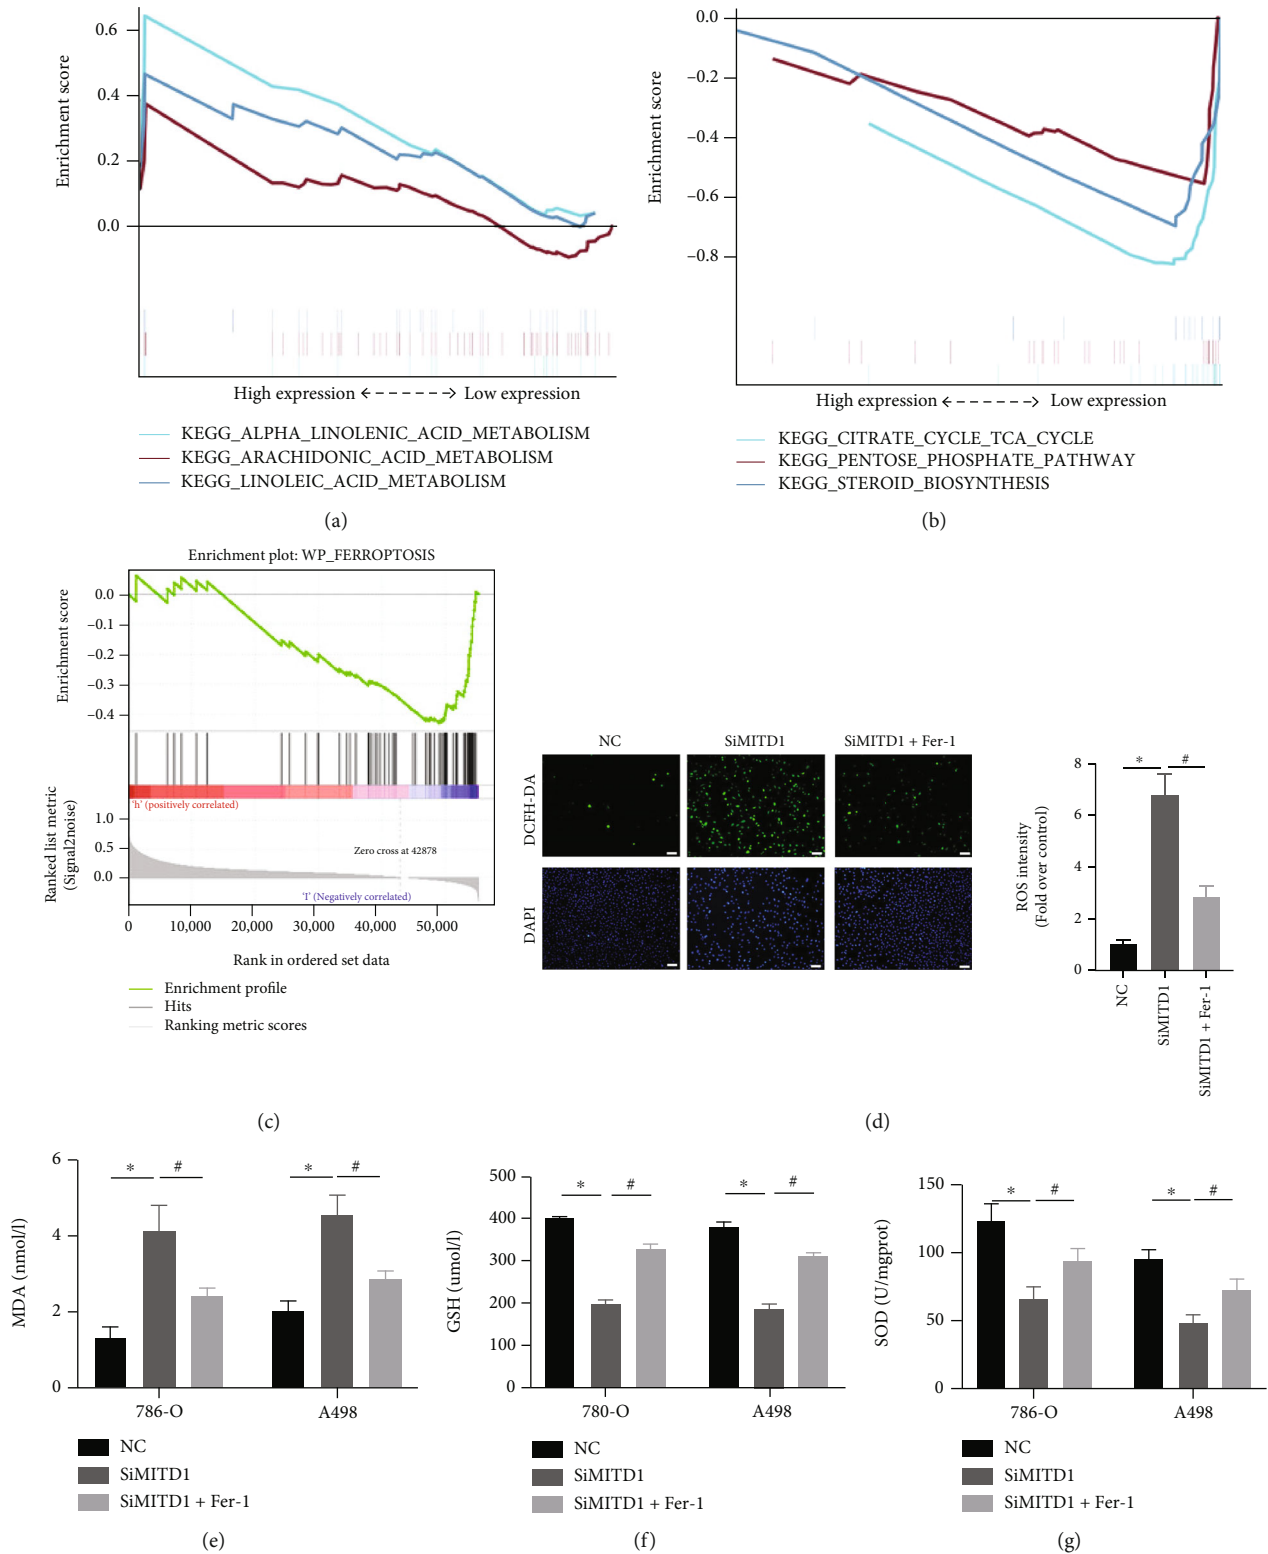 0.6
0.4
0.2
0.0
Enrichment score
High expression <-------> Low expression
KEGG_ALPHA_LINOLENIC_ACID_METABOLISM
KEGG_ARACHIDONIC_ACID_METABOLISM
KEGG_LINOLEIC_ACID_METABOLISM
(a)
0.0
−0.2
−0.4
−0.6
−0.8
Enrichment score
High expression <-------> Low expression
KEGG_CITRATE_CYCLE_TCA_CYCLE
KEGG_PENTOSE_PHOSPHATE_PATHWAY
KEGG_STEROID_BIOSYNTHESIS
(b)
Enrichment plot: WP_FERROPTOSIS
0.0
−0.1
−0.2
−0.3
−0.4
Enrichment score
'h' (positively correlated)
1.0
0.5
0.0
Ranked list metric
(Signal2noise)
Zero cross at 42878
'I' (Negatively correlated)
0 10,000 20,000 30,000 40,000 50,000
Rank in ordered set data
Enrichment profile
Hits
Ranking metric scores
(c)
NC SiMITD1 SiMITD1 + Fer-1
DCFH-DA
DAPI
8
6
4
2
0
ROS intensity
(Fold over control)
* #
NC
SiMITD1
SiMITD1 + Fer-1
(d)
6
4
2
0
MDA (nmol/l)
* # * #
786-O A498
NC
SiMITD1
SiMITD1 + Fer-1
(e)
500
400
300
200
100
0
GSH (umol/l)
* # * #
780-O A498
NC
SiMITD1
SiMITD1 + Fer-1
(f)
150
100
50
0
SOD (U/mgprot)
* # * #
786-O A498
NC
SiMITD1
SiMITD1 + Fer-1
(g)